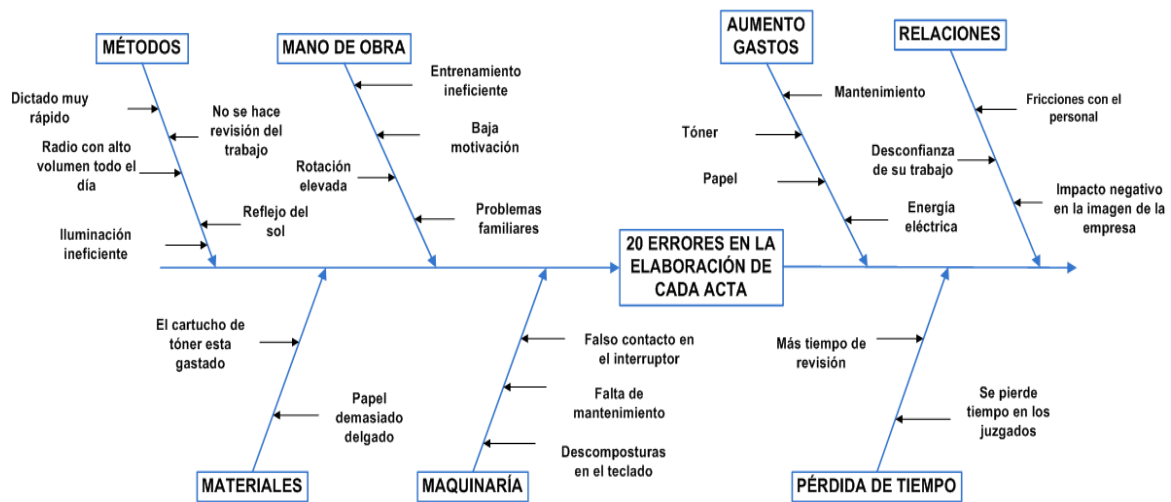 MÉTODOS
MANO DE OBRA
AUMENTO
GASTOS
RELACIONES
Dictado muy
rápido
No se hace
revisión del
trabajo
Radio con alto
volumen todo el
día
Reflejo del
sol
Iluminación
ineficiente
Entrenamiento
ineficiente
Baja
motivación
Rotación
elevada
Problemas
familiares
Mantenimiento
Tóner
Papel
Energía
eléctrica
Fricciones con el
personal
Desconfianza
de su trabajo
Impacto negativo
en la imagen de la
empresa
20 ERRORES EN LA
ELABORACIÓN DE
CADA ACTA
El cartucho de
tóner esta
gastado
Papel
demasiado
delgado
Falso contacto en
el interruptor
Falta de
mantenimiento
Descomposturas
en el teclado
Más tiempo de
revisión
Se pierde
tiempo en los
juzgados
MATERIALES
MAQUINARÍA
PÉRDIDA DE TIEMPO